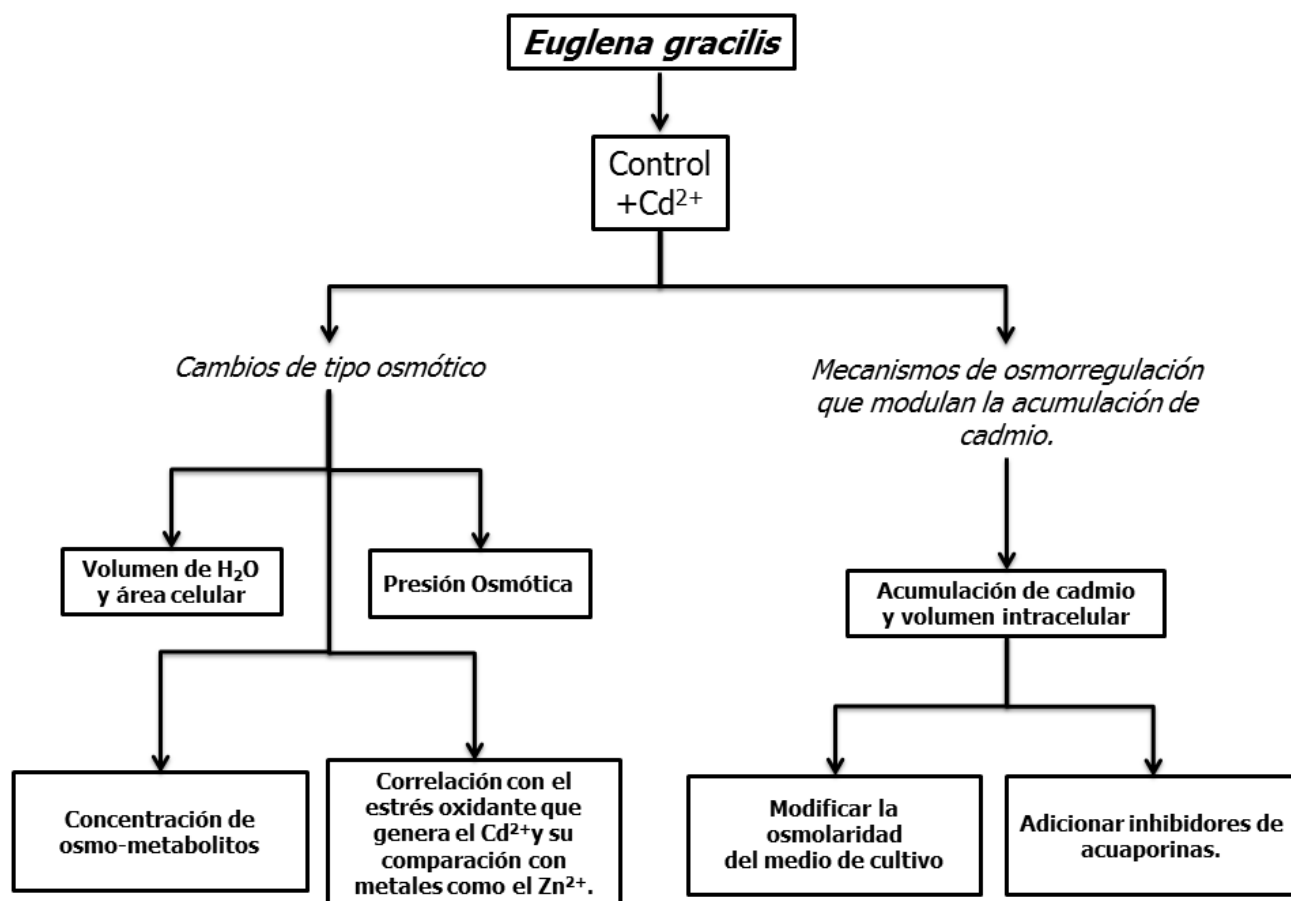 Euglena gracilis
Control
+Cd²⁺
Cambios de tipo osmótico
Mecanismos de osmorregulación
que modulan la acumulación de
cadmio.
Volumen de H₂O
y área celular
Presión Osmótica
Acumulación de cadmio
y volumen intracelular
Concentración de
osmo-metabolitos
Correlación con el
estrés oxidante que
genera el Cd²⁺y su
comparación con
metales como el Zn²⁺.
Modificar la
osmolaridad
del medio de cultivo
Adicionar inhibidores de
acuaporinas.